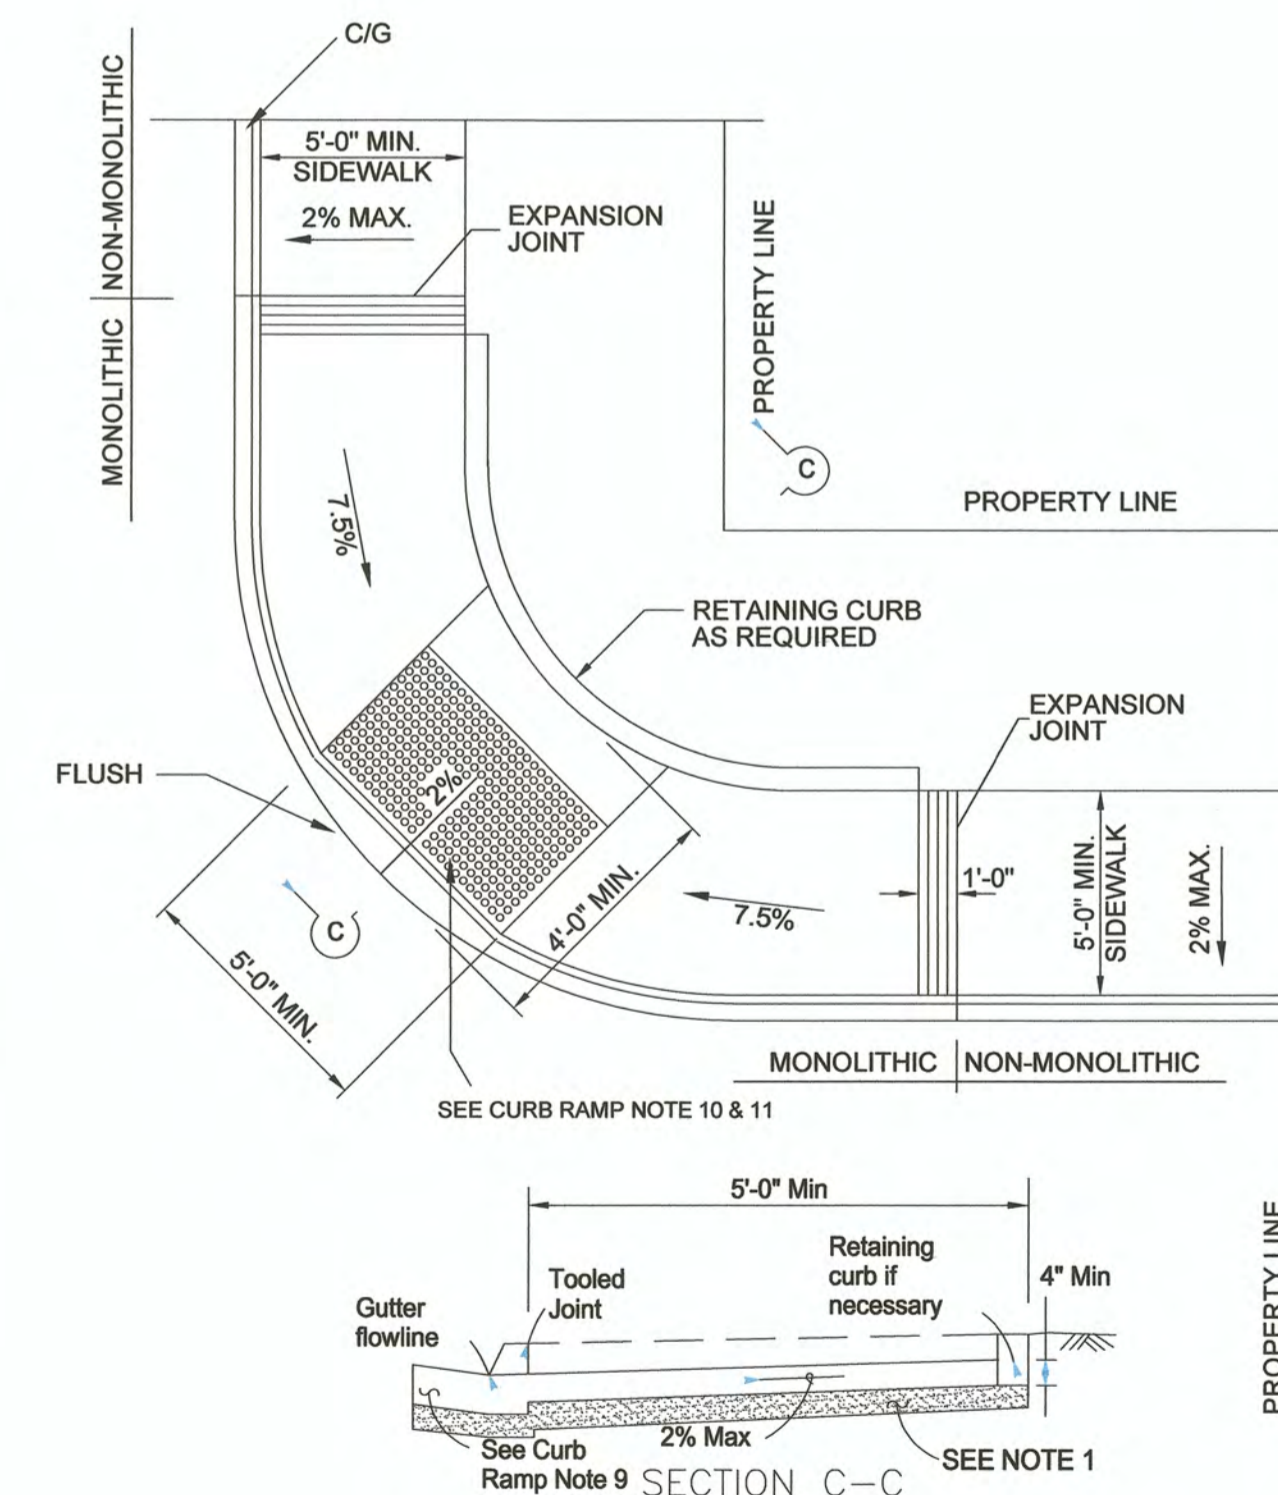 C/G
NON-MONOLITHIC
MONOLITHIC
5'-0" MIN.
SIDEWALK
2% MAX.
EXPANSION
JOINT
PROPERTY LINE
C
PROPERTY LINE
7.5%
RETAINING CURB
AS REQUIRED
EXPANSION
JOINT
FLUSH
2%
1'-0"
5'-0" MIN.
SIDEWALK
2% MAX.
4'-0" MIN.
7.5%
C
5'-0" MIN.
MONOLITHIC
NON-MONOLITHIC
SEE CURB RAMP NOTE 10 & 11
5'-0" Min
Retaining
curb if
necessary
4" Min
Tooled
Joint
Gutter
flowline
PROPERTY LINE
2% Max
See Curb
Ramp Note 9
SEE NOTE 1
SECTION C-C